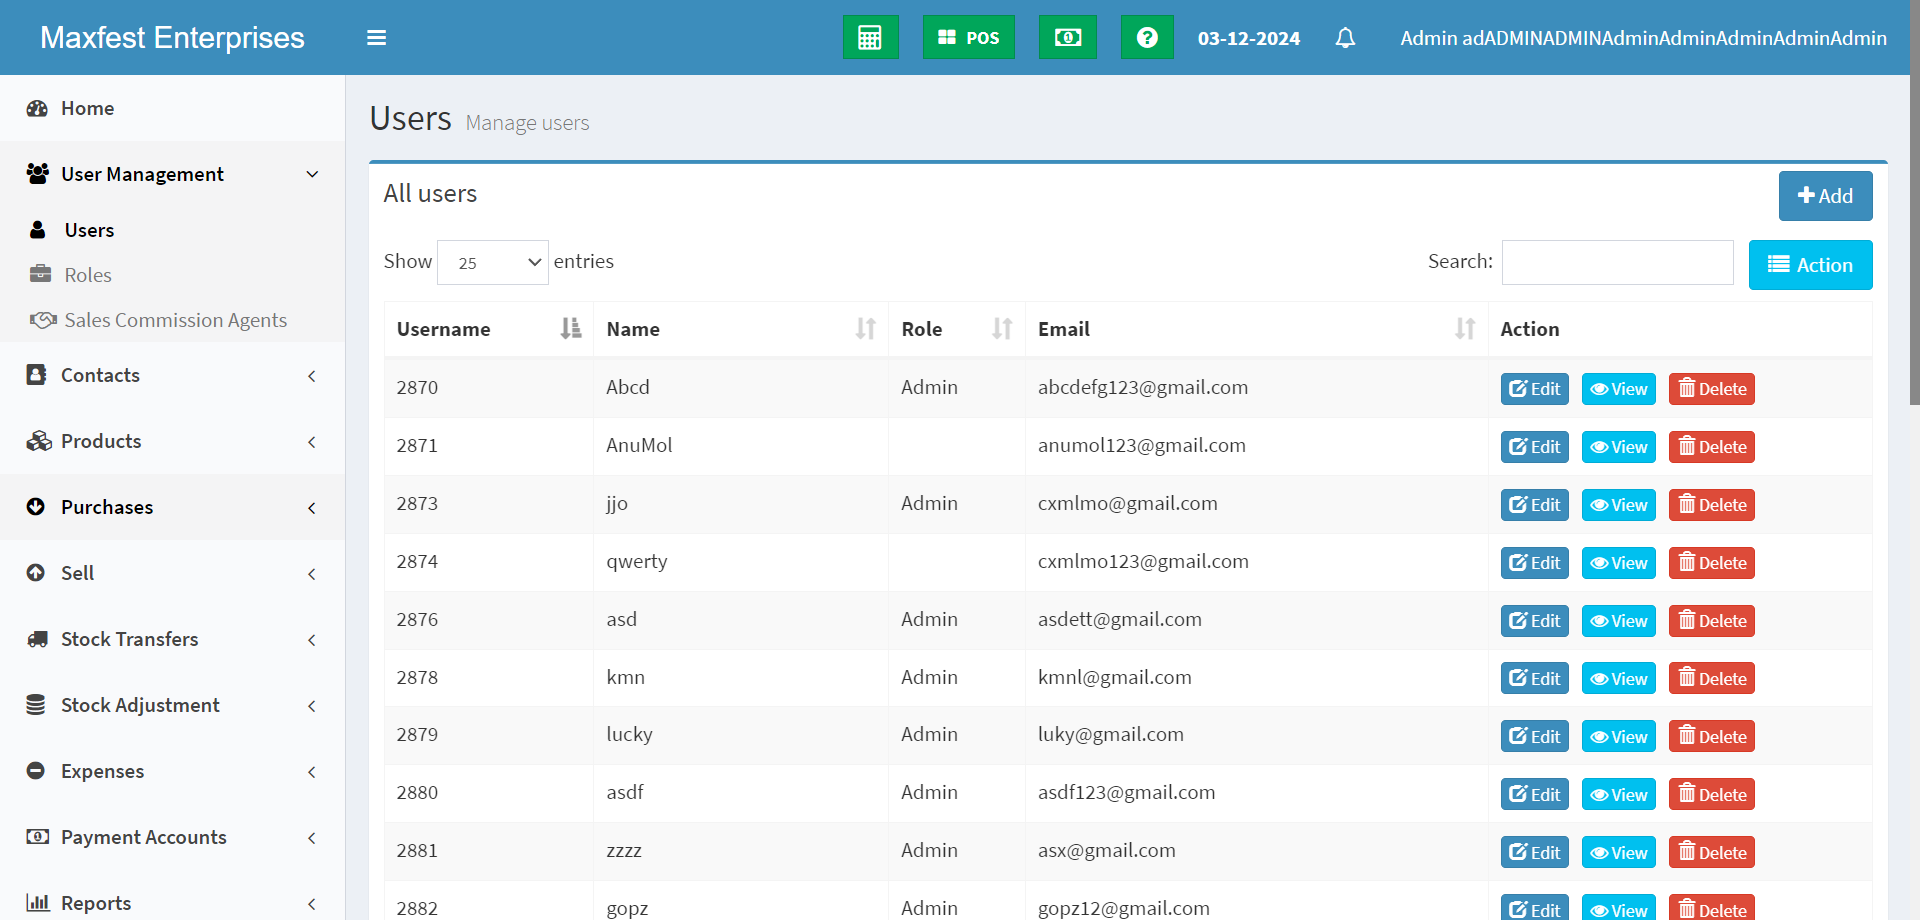 Maxfest Enterprises
POS
03-12-2024
Admin adADMINADMINAdminAdminAdminAdminAdmin
Home
User Management
Users
Roles
Sales Commission Agents
Contacts
Products
Purchases
Sell
Stock Transfers
Stock Adjustment
Expenses
Payment Accounts
Reports
Users Manage users
All users
Add
Show 25 entries
Search:
Action
Username Name Role Email Action
2870 Abcd Admin abcdefg123@gmail.com Edit View Delete
2871 AnuMol anumol123@gmail.com Edit View Delete
2873 jjo Admin cxmlmo@gmail.com Edit View Delete
2874 qwerty cxmlmo123@gmail.com Edit View Delete
2876 asd Admin asdett@gmail.com Edit View Delete
2878 kmn Admin kmnl@gmail.com Edit View Delete
2879 lucky Admin luky@gmail.com Edit View Delete
2880 asdf Admin asdf123@gmail.com Edit View Delete
2881 zzzz Admin asx@gmail.com Edit View Delete
2882 gopz Admin gopz12@gmail.com Edit View Delete